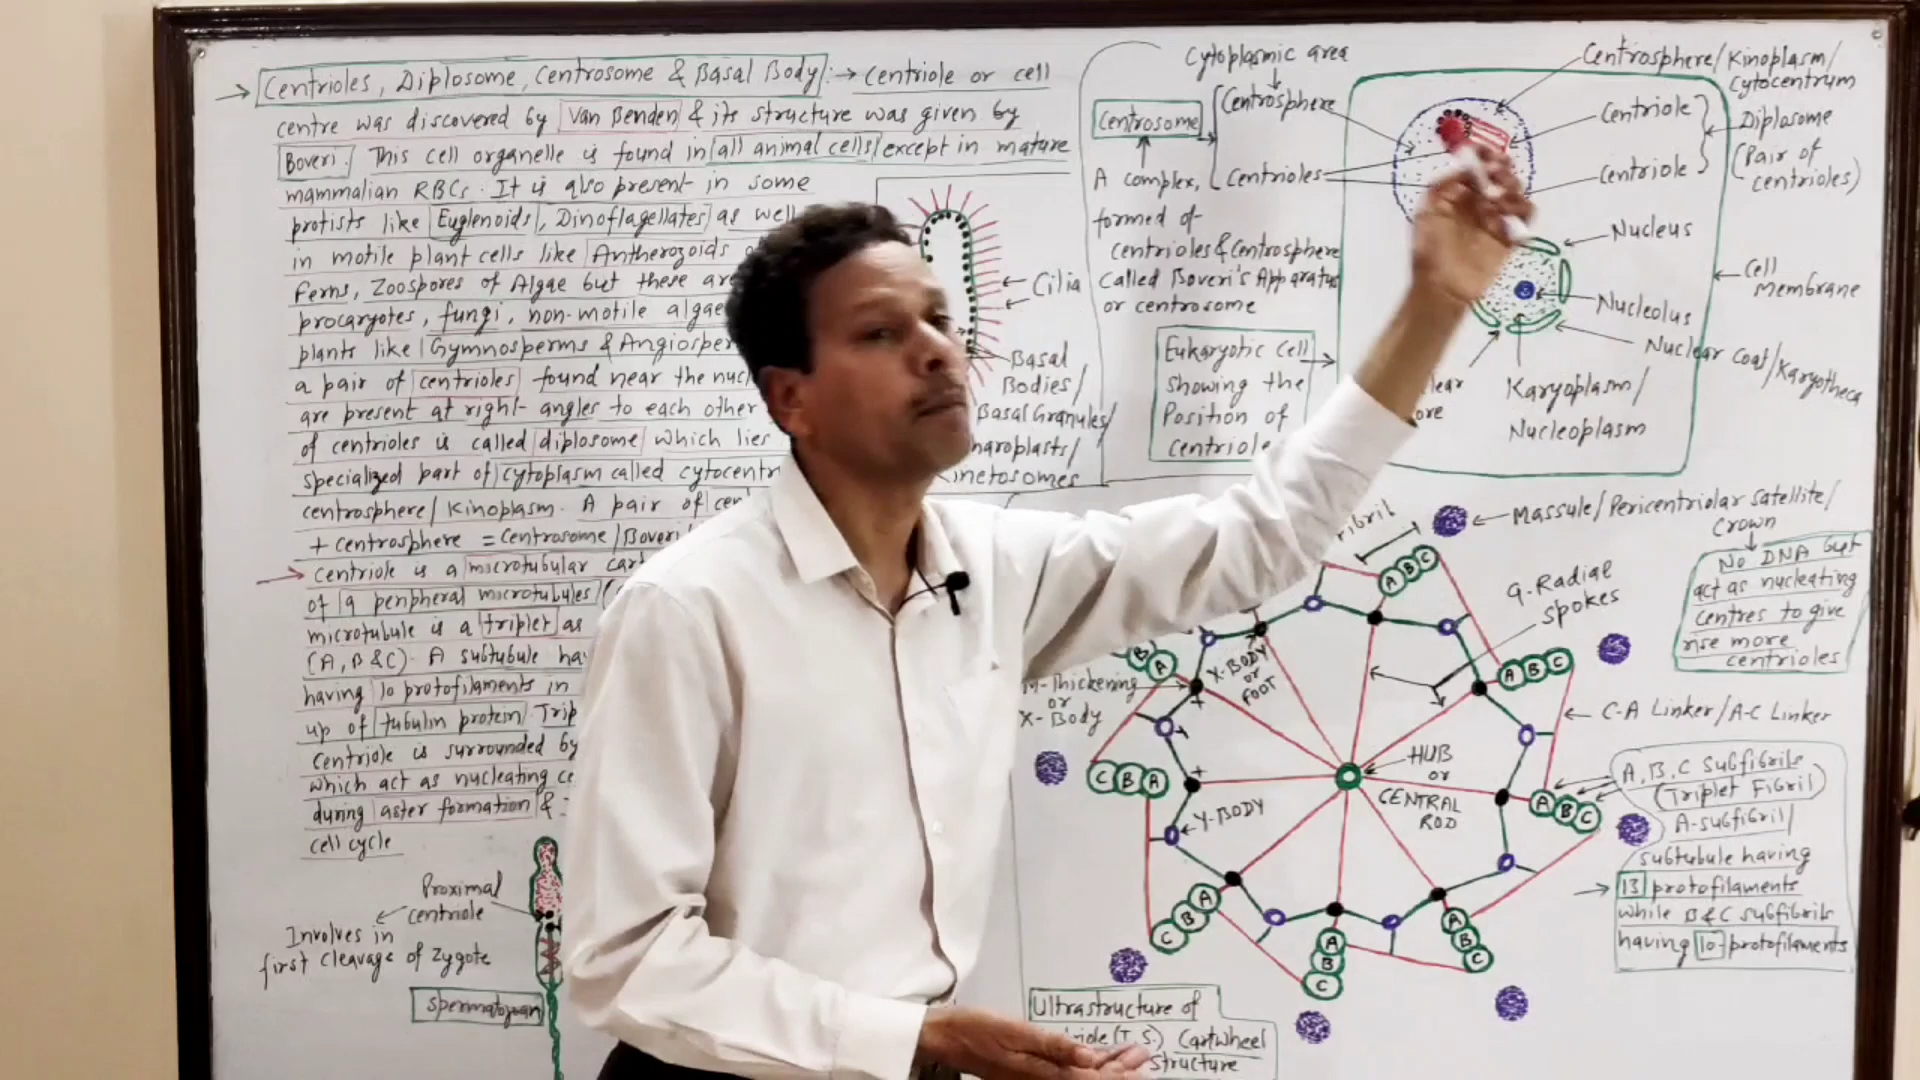 Centrioles, Diplosome, Centrosome & Basal Body :→ Centriole or cell
centre was discovered by Van Benden & its structure was given by
Boveri. This cell organelle is found in all animal cells except in mature
mammalian RBCs. It is also present in some
protists like Euglenoids, Dinoflagellates as well
in motile plant cells like Antherozoids
Ferns, Zoospores of Algae but these are
procaryotes, fungi, non-motile algae
plants like Gymnosperms &
a pair of centrioles found near the
are present at right-angles to each other
of centrioles is called diplosome which lies
specialized part of cytoplasm called
centrosphere/Kinoplasm. A pair of
+ centrosphere = Centrosome/
Centriole is a microtubular
of 9 peripheral microtubules
microtubule is a triplet as
(A, B & C). A subtubule
having 10 protofilaments in
up of tubulin protein.
Centriole is surrounded by
which act as nucleating
during aster formation &
cell cycle
Proximal
centriole
Involves in
first cleavage of zygote
Spermatozoan
Cilia
Basal
Bodies/
Basal Granules/
Cytoplasmic area
Centrosphere
Centrosome
Centrioles
A complex,
formed of
centrioles & Centrosphere
Called Boveri's Apparatus
or centrosome
Eukaryotic Cell
showing the
Position of
Centrosphere/Kinoplasm/
Cytocentrum
Centriole
Centriole
Diplosome
(Pair of
centrioles)
Nucleus
Cell
Membrane
Nucleolus
Nuclear Coat/Karyotheca
Karyoplasm/
Nucleoplasm
Massule/Pericentriolar satellite/
Crown
No DNA but
act as nucleating
centres to give
rise more
centrioles
9-Radial
spokes
A B C
A B C
B A
X-BODY
or
FOOT
Thickening
or
X-Body
C-A Linker/A-C Linker
C B A
HUB
or
CENTRAL
ROD
Y-BODY
A B C
A, B, C Subfibrils
(Triplet Fibril)
A-subfibril/
subtubule having
13 protofilaments
while B & C subfibrils
having 10-protofilaments
C B A
A
B
C
A
B
C
Ultrastructure of
(T.S.) Cartwheel
Structure